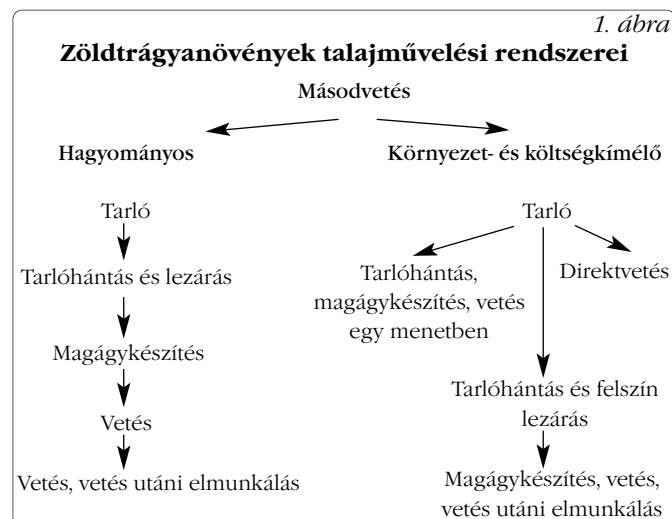 1. ábra
Zöldtrágyanövények talajművelési rendszerei
Másodvetés
Hagyományos
Tarló
Tarlóhántás és lezárás
Magágykészítés
Vetés
Vetés, vetés utáni elmunkálás
Környezet- és költségkímélő
Tarló
Tarlóhántás,
magágykészítés, vetés
egy menetben
Direktvetés
Tarlóhántás és felszín
lezárás
Magágykészítés, vetés,
vetés utáni elmunkálás